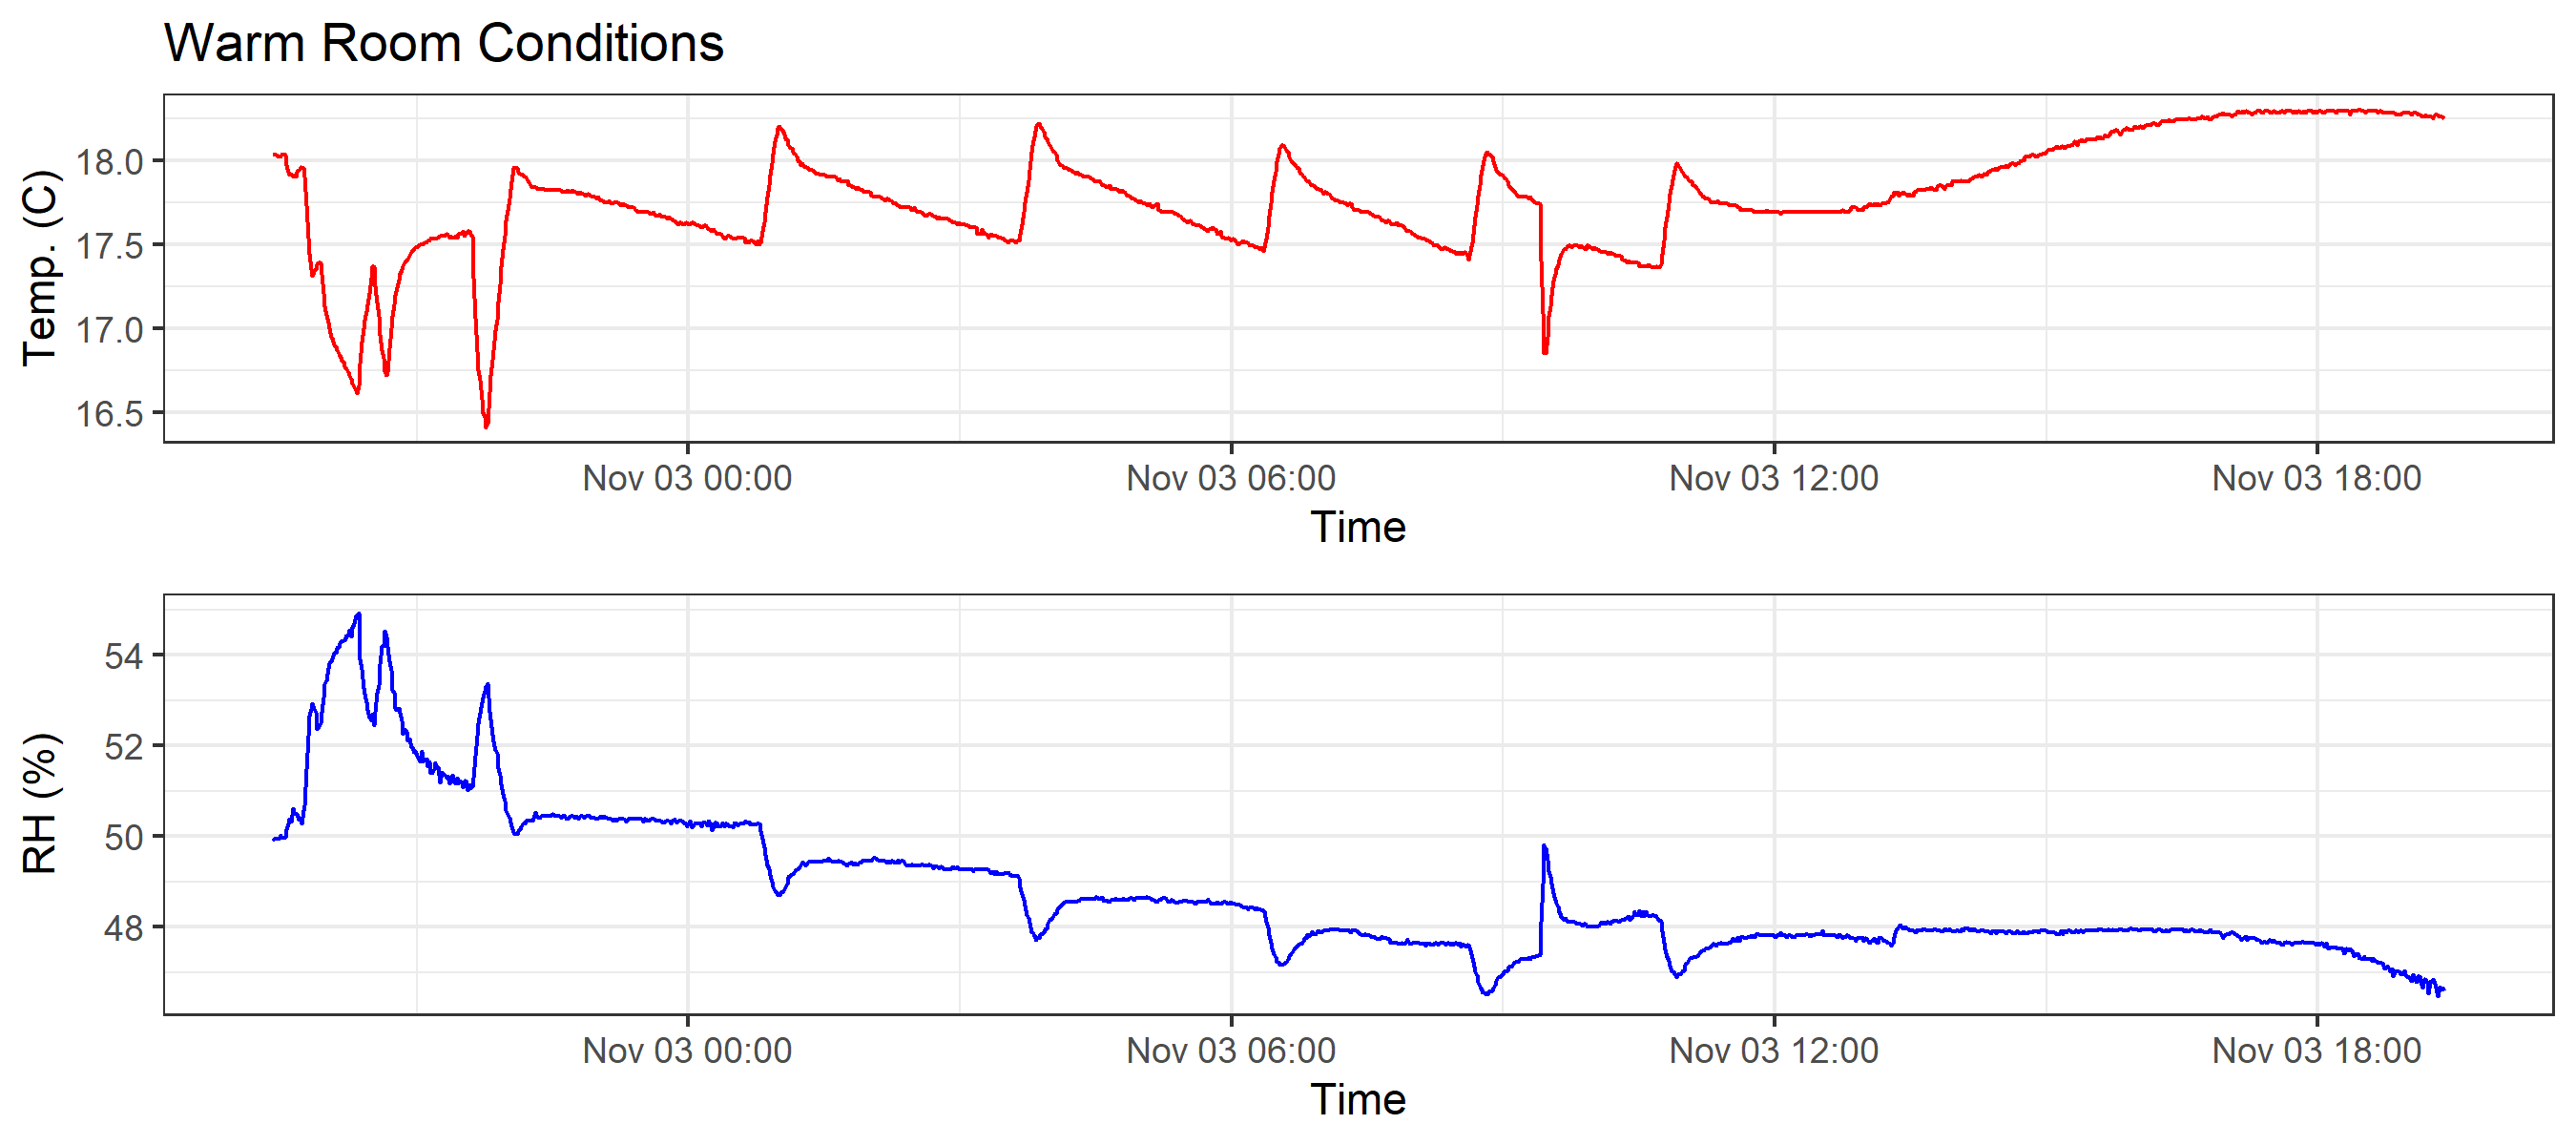 Warm Room Conditions
Temp. (C)
18.0
17.5
17.0
16.5
Nov 03 00:00 Nov 03 06:00 Nov 03 12:00 Nov 03 18:00
Time
RH (%)
54
52
50
48
Nov 03 00:00 Nov 03 06:00 Nov 03 12:00 Nov 03 18:00
Time